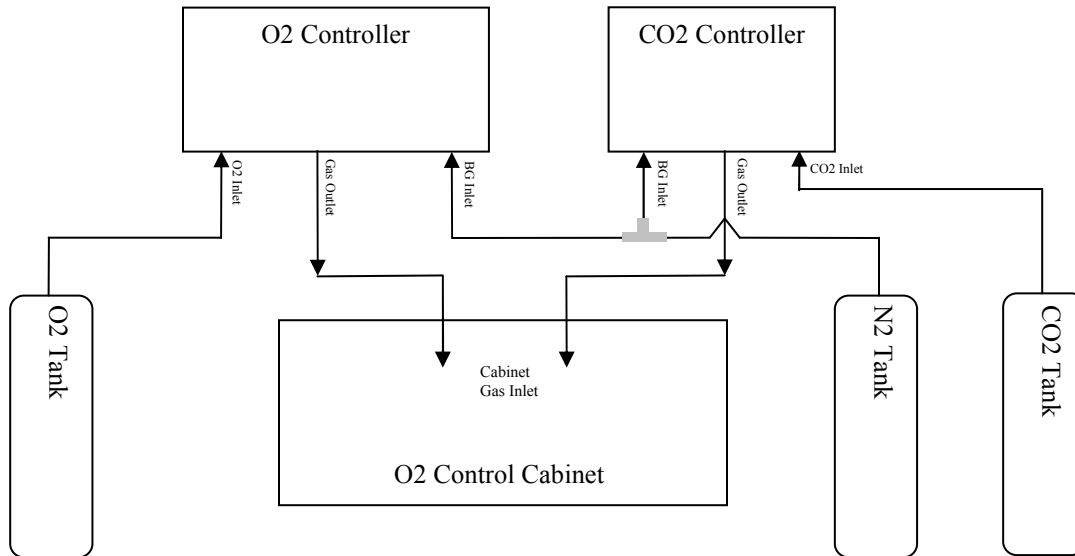 O2 Controller
CO2 Controller
O2 Inlet
Gas Outlet
BG Inlet
BG Inlet
Gas Outlet
CO2 Inlet
O2 Tank
Cabinet
Gas Inlet
O2 Control Cabinet
N2 Tank
CO2 Tank